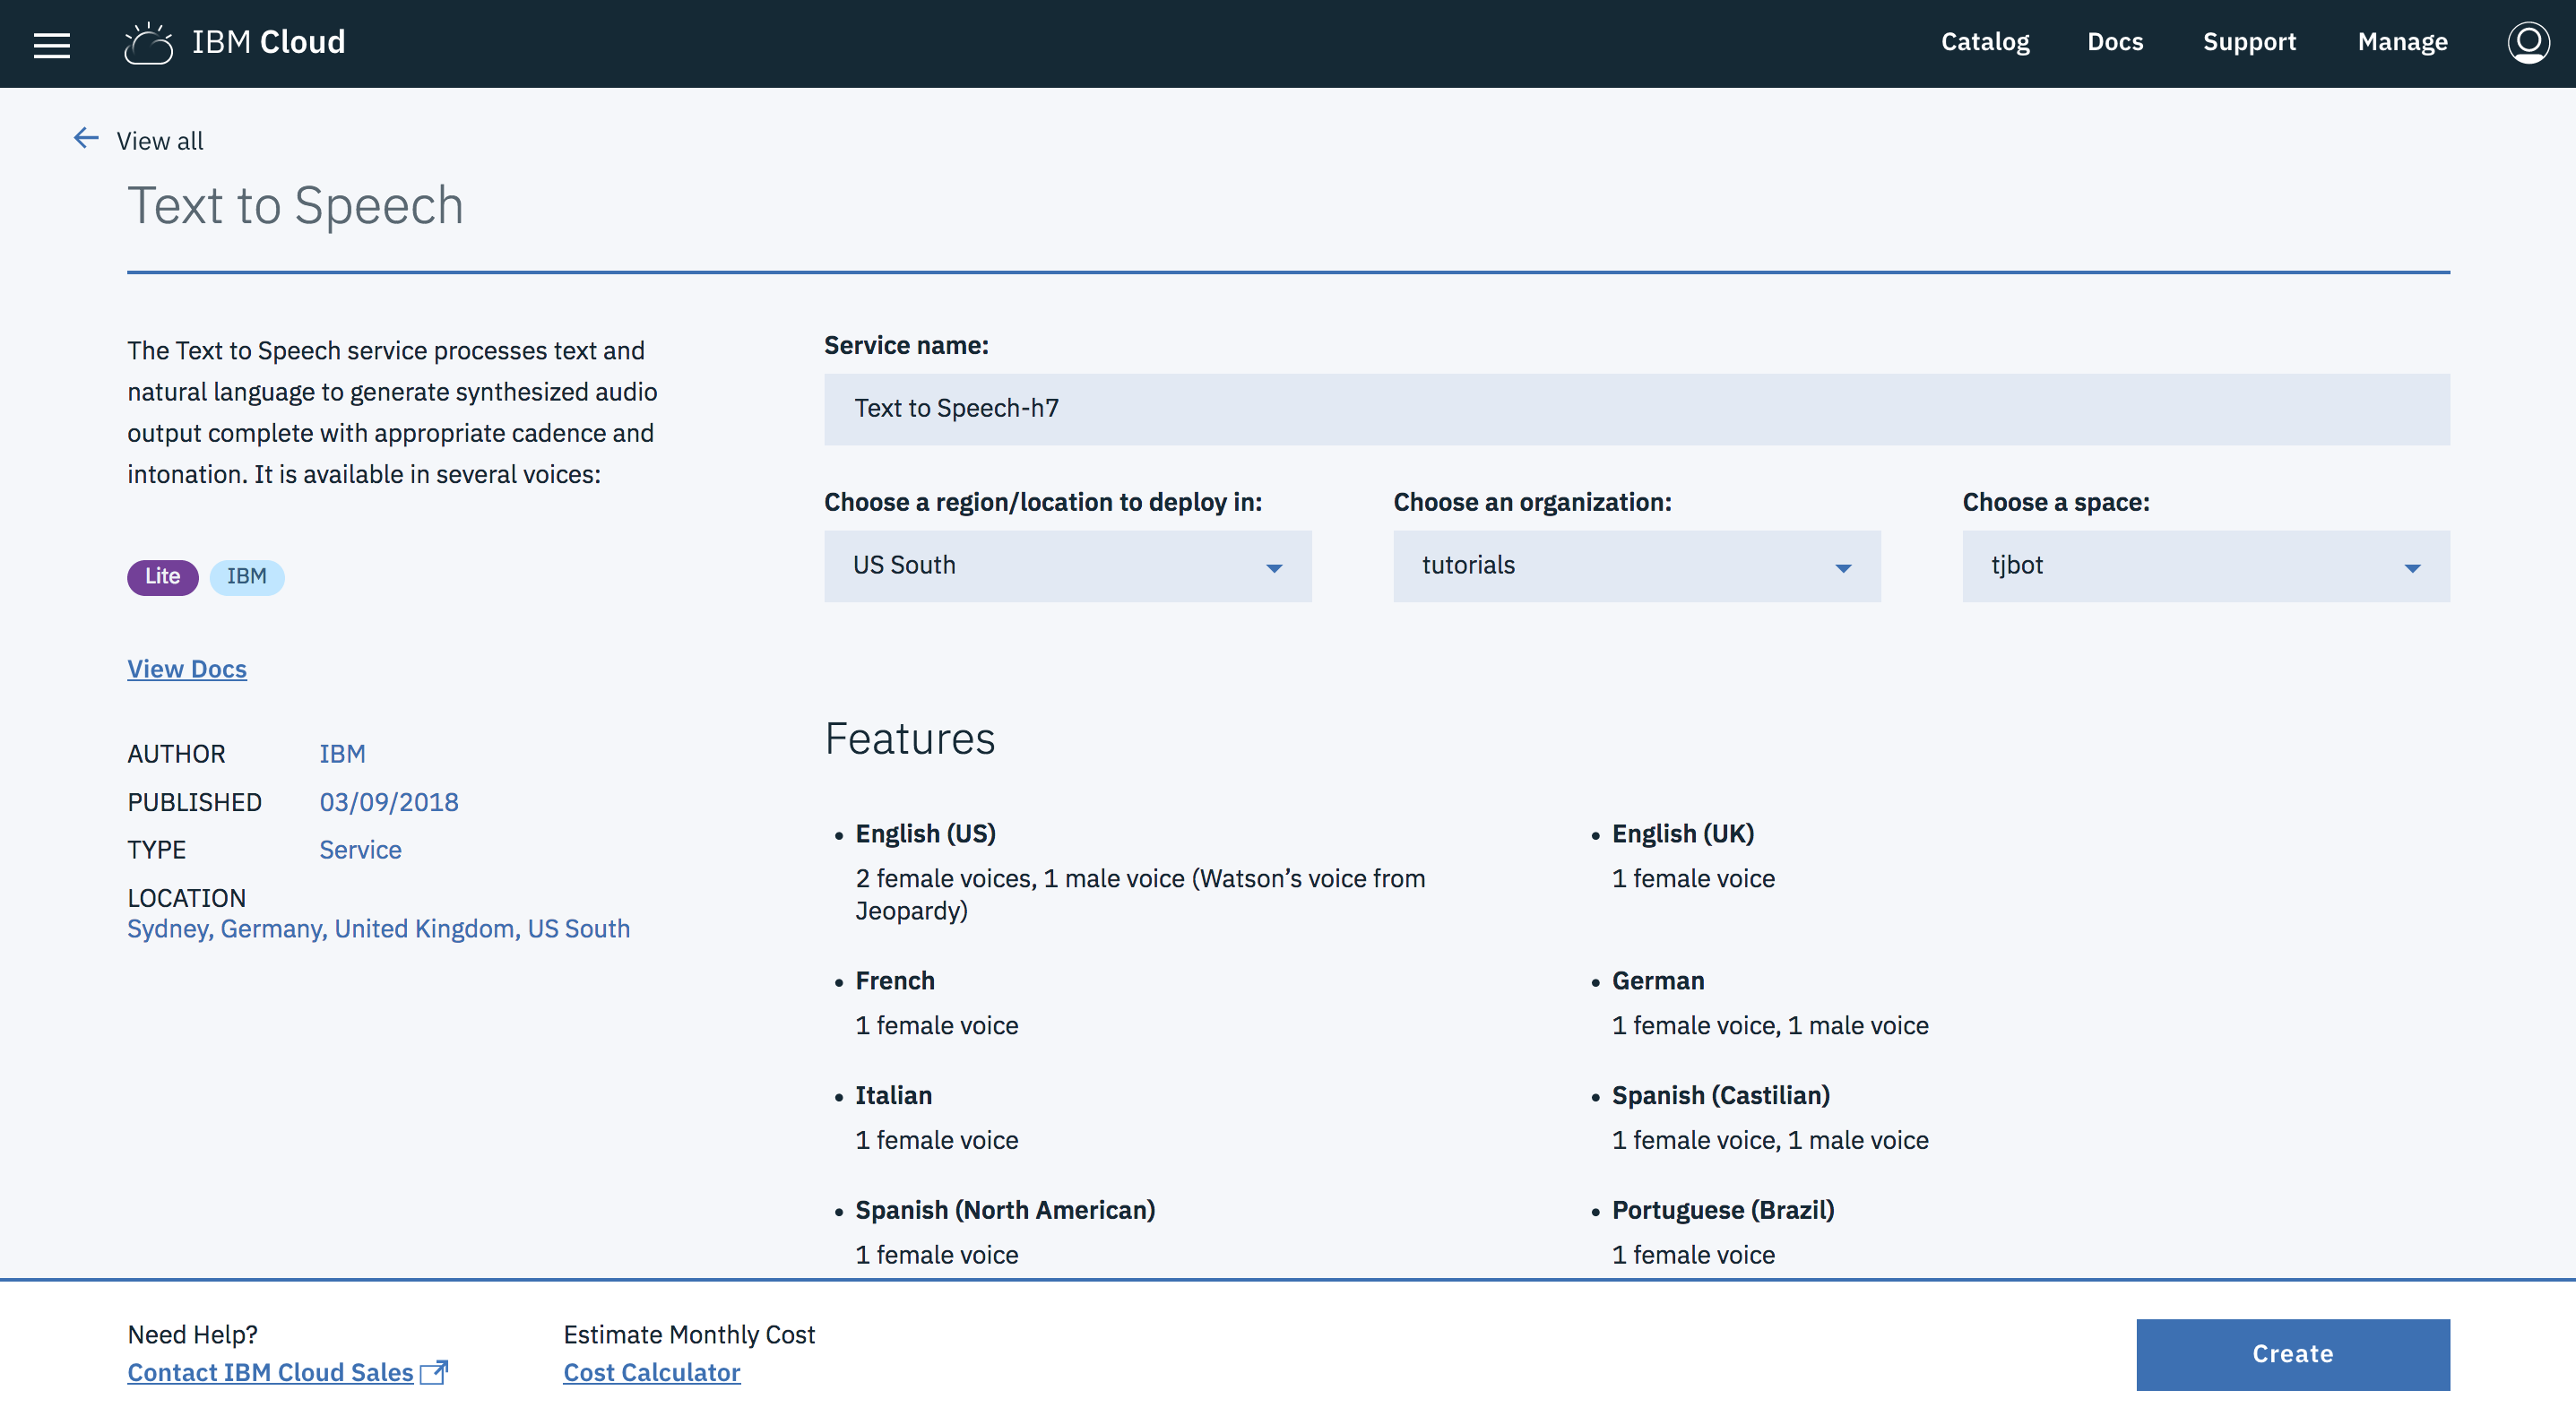 IBM Cloud
Catalog
Docs
Support
Manage
View all
Text to Speech
The Text to Speech service processes text and
natural language to generate synthesized audio
output complete with appropriate cadence and
intonation. It is available in several voices:
Lite
IBM
View Docs
AUTHOR IBM
PUBLISHED 03/09/2018
TYPE Service
LOCATION
Sydney, Germany, United Kingdom, US South
Service name:
Text to Speech-h7
Choose a region/location to deploy in:
US South
Choose an organization:
tutorials
Choose a space:
tjbot
Features
• English (US)
2 female voices, 1 male voice (Watson’s voice from
Jeopardy)
• English (UK)
1 female voice
• French
1 female voice
• German
1 female voice, 1 male voice
• Italian
1 female voice
• Spanish (Castilian)
1 female voice, 1 male voice
• Spanish (North American)
1 female voice
• Portuguese (Brazil)
1 female voice
Need Help?
Contact IBM Cloud Sales
Estimate Monthly Cost
Cost Calculator
Create